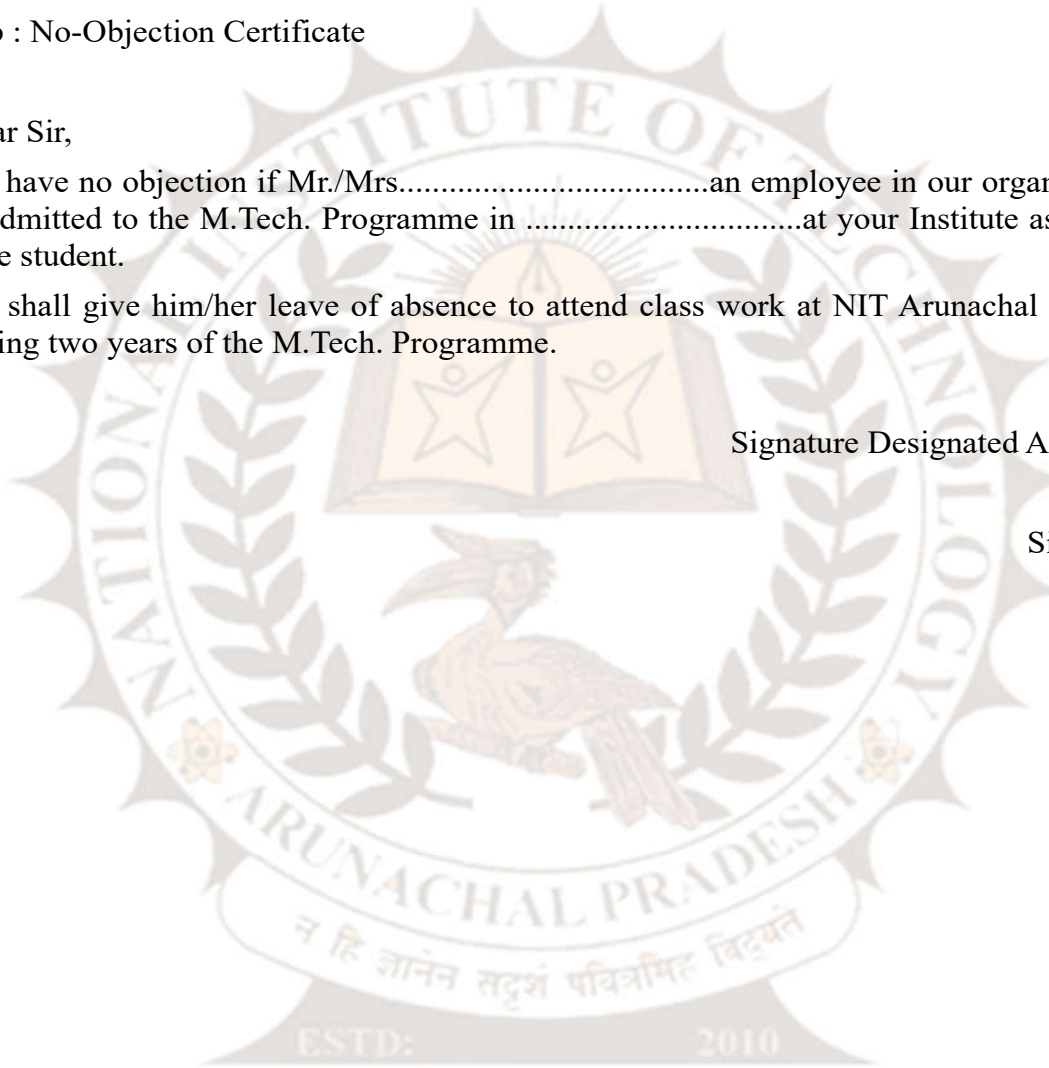 : No-Objection Certificate
ar Sir,
have no objection if Mr./Mrs.....................................an employee in our organ
dmitted to the M.Tech. Programme in .................................at your Institute as
e student.
shall give him/her leave of absence to attend class work at NIT Arunachal
ing two years of the M.Tech. Programme.
Signature Designated A
Si
NATIONAL INSTITUTE OF TECHNOLOGY
ARUNACHAL PRADESH
न हि ज्ञानेन सदृशं पवित्रमिह विद्यते
ESTD: 2010